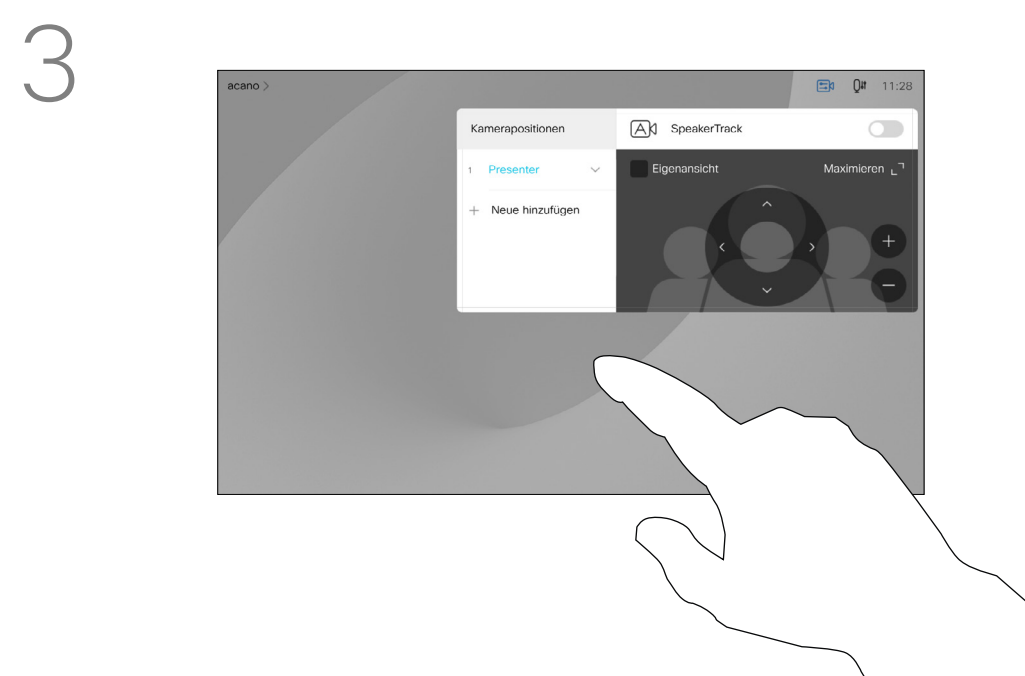 3
acano >
11:28
Kamerapositionen
SpeakerTrack
1 Presenter
Eigenansicht
Maximieren
+ Neue hinzufügen